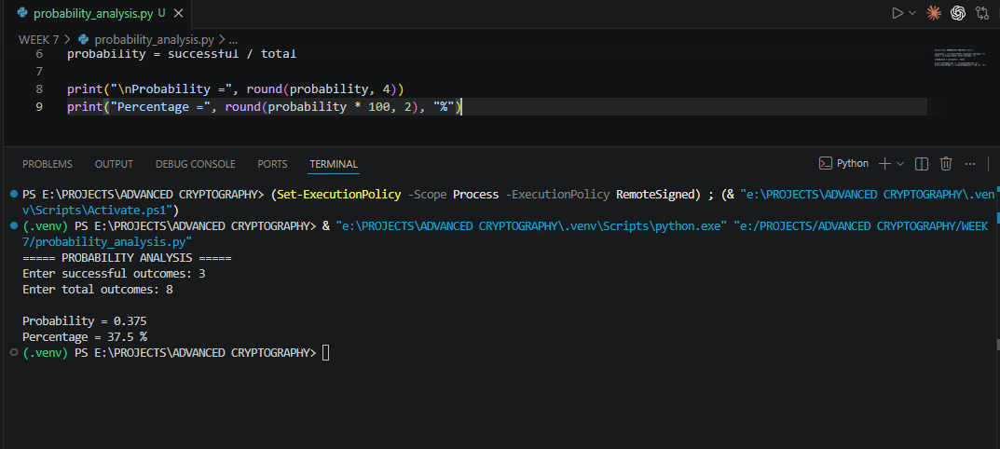 probability_analysis.py U
WEEK 7 > probability_analysis.py > ...
6 probability = successful / total
7
8 print("\nProbability =", round(probability, 4))
9 print("Percentage =", round(probability * 100, 2), "%")
PROBLEMS OUTPUT DEBUG CONSOLE PORTS TERMINAL
Python
PS E:\PROJECTS\ADVANCED CRYPTOGRAPHY> (Set-ExecutionPolicy -Scope Process -ExecutionPolicy RemoteSigned) ; (& "e:\PROJECTS\ADVANCED CRYPTOGRAPHY\.ven
v\Scripts\Activate.ps1")
(.venv) PS E:\PROJECTS\ADVANCED CRYPTOGRAPHY> & "e:\PROJECTS\ADVANCED CRYPTOGRAPHY\.venv\Scripts\python.exe" "e:/PROJECTS/ADVANCED CRYPTOGRAPHY/WEEK
7/probability_analysis.py"
===== PROBABILITY ANALYSIS =====
Enter successful outcomes: 3
Enter total outcomes: 8
Probability = 0.375
Percentage = 37.5 %
(.venv) PS E:\PROJECTS\ADVANCED CRYPTOGRAPHY>